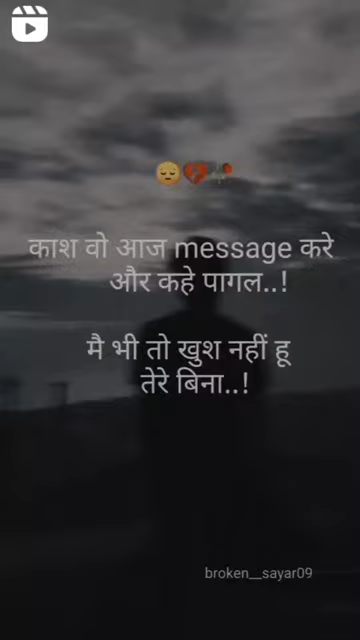 😔💔🥀
काश वो आज message करे
और कहे पागल..!
मै भी तो खुश नहीं हू
तेरे बिना..!
broken__sayar09